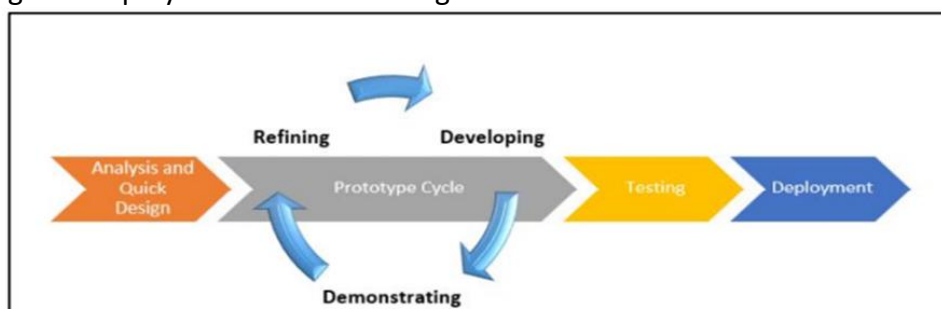 Refining
Developing
Analysis and
Quick
Design
Prototype Cycle
Testing
Deployment
Demonstrating